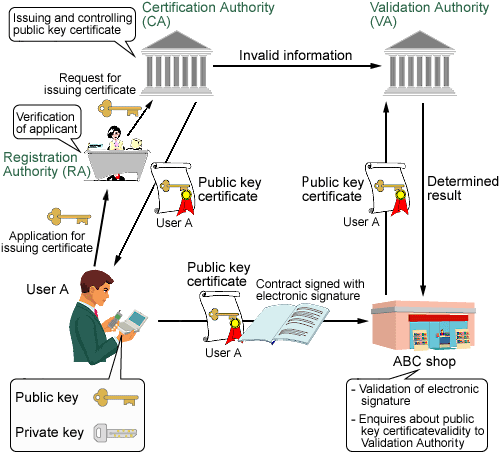 Issuing and controlling
public key certificate
Certification Authority
(CA)
Validation Authority
(VA)
Invalid information
Request for
issuing certificate
Verification
of applicant
Registration
Authority (RA)
Public key
certificate
User A
Public key
certificate
User A
Determined
result
Application for
issuing certificate
User A
Public key
certificate
User A
Contract signed with
electronic signature
ABC shop
Public key
Private key
- Validation of electronic
signature
- Enquires about public
key certificatevalidity to
Validation Authority